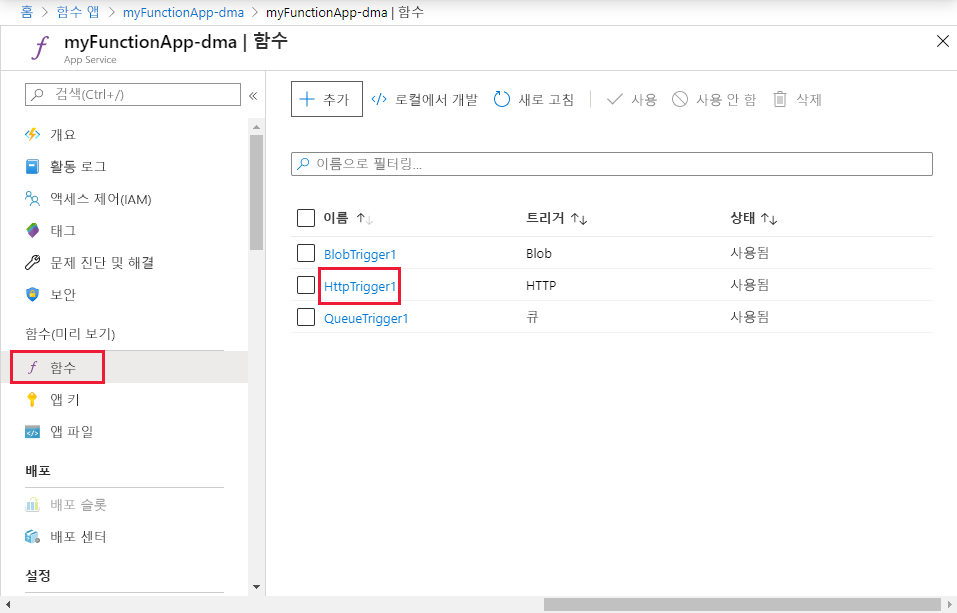 홈 > 함수 앱 > myFunctionApp-dma > myFunctionApp-dma | 함수
myFunctionApp-dma | 함수
App Service
검색(Ctrl+/)
개요
활동 로그
액세스 제어(IAM)
태그
문제 진단 및 해결
보안
함수(미리 보기)
함수
앱 키
앱 파일
배포
배포 슬롯
배포 센터
설정
추가 로컬에서 개발 새로 고침 사용 사용 안 함 삭제
이름으로 필터링...
이름 트리거 상태
BlobTrigger1 Blob 사용됨
HttpTrigger1 HTTP 사용됨
QueueTrigger1 큐 사용됨